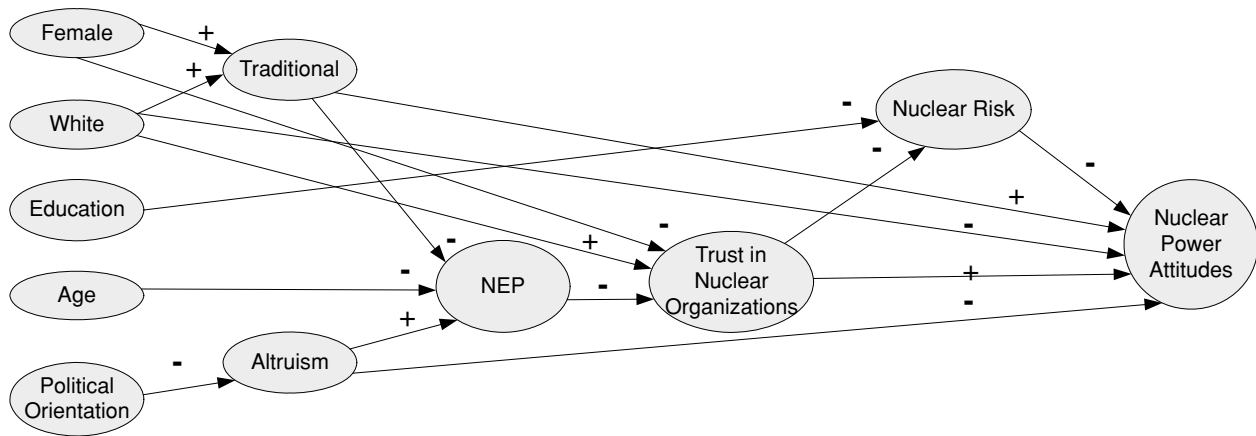 Female
+
Traditional
+
White
-
Nuclear Risk
-
-
Education
+
Nuclear
Power
Attitudes
-
-
+
Trust in
Nuclear
Organizations
-
-
NEP
-
+
Age
+
-
Altruism
-
Political
Orientation